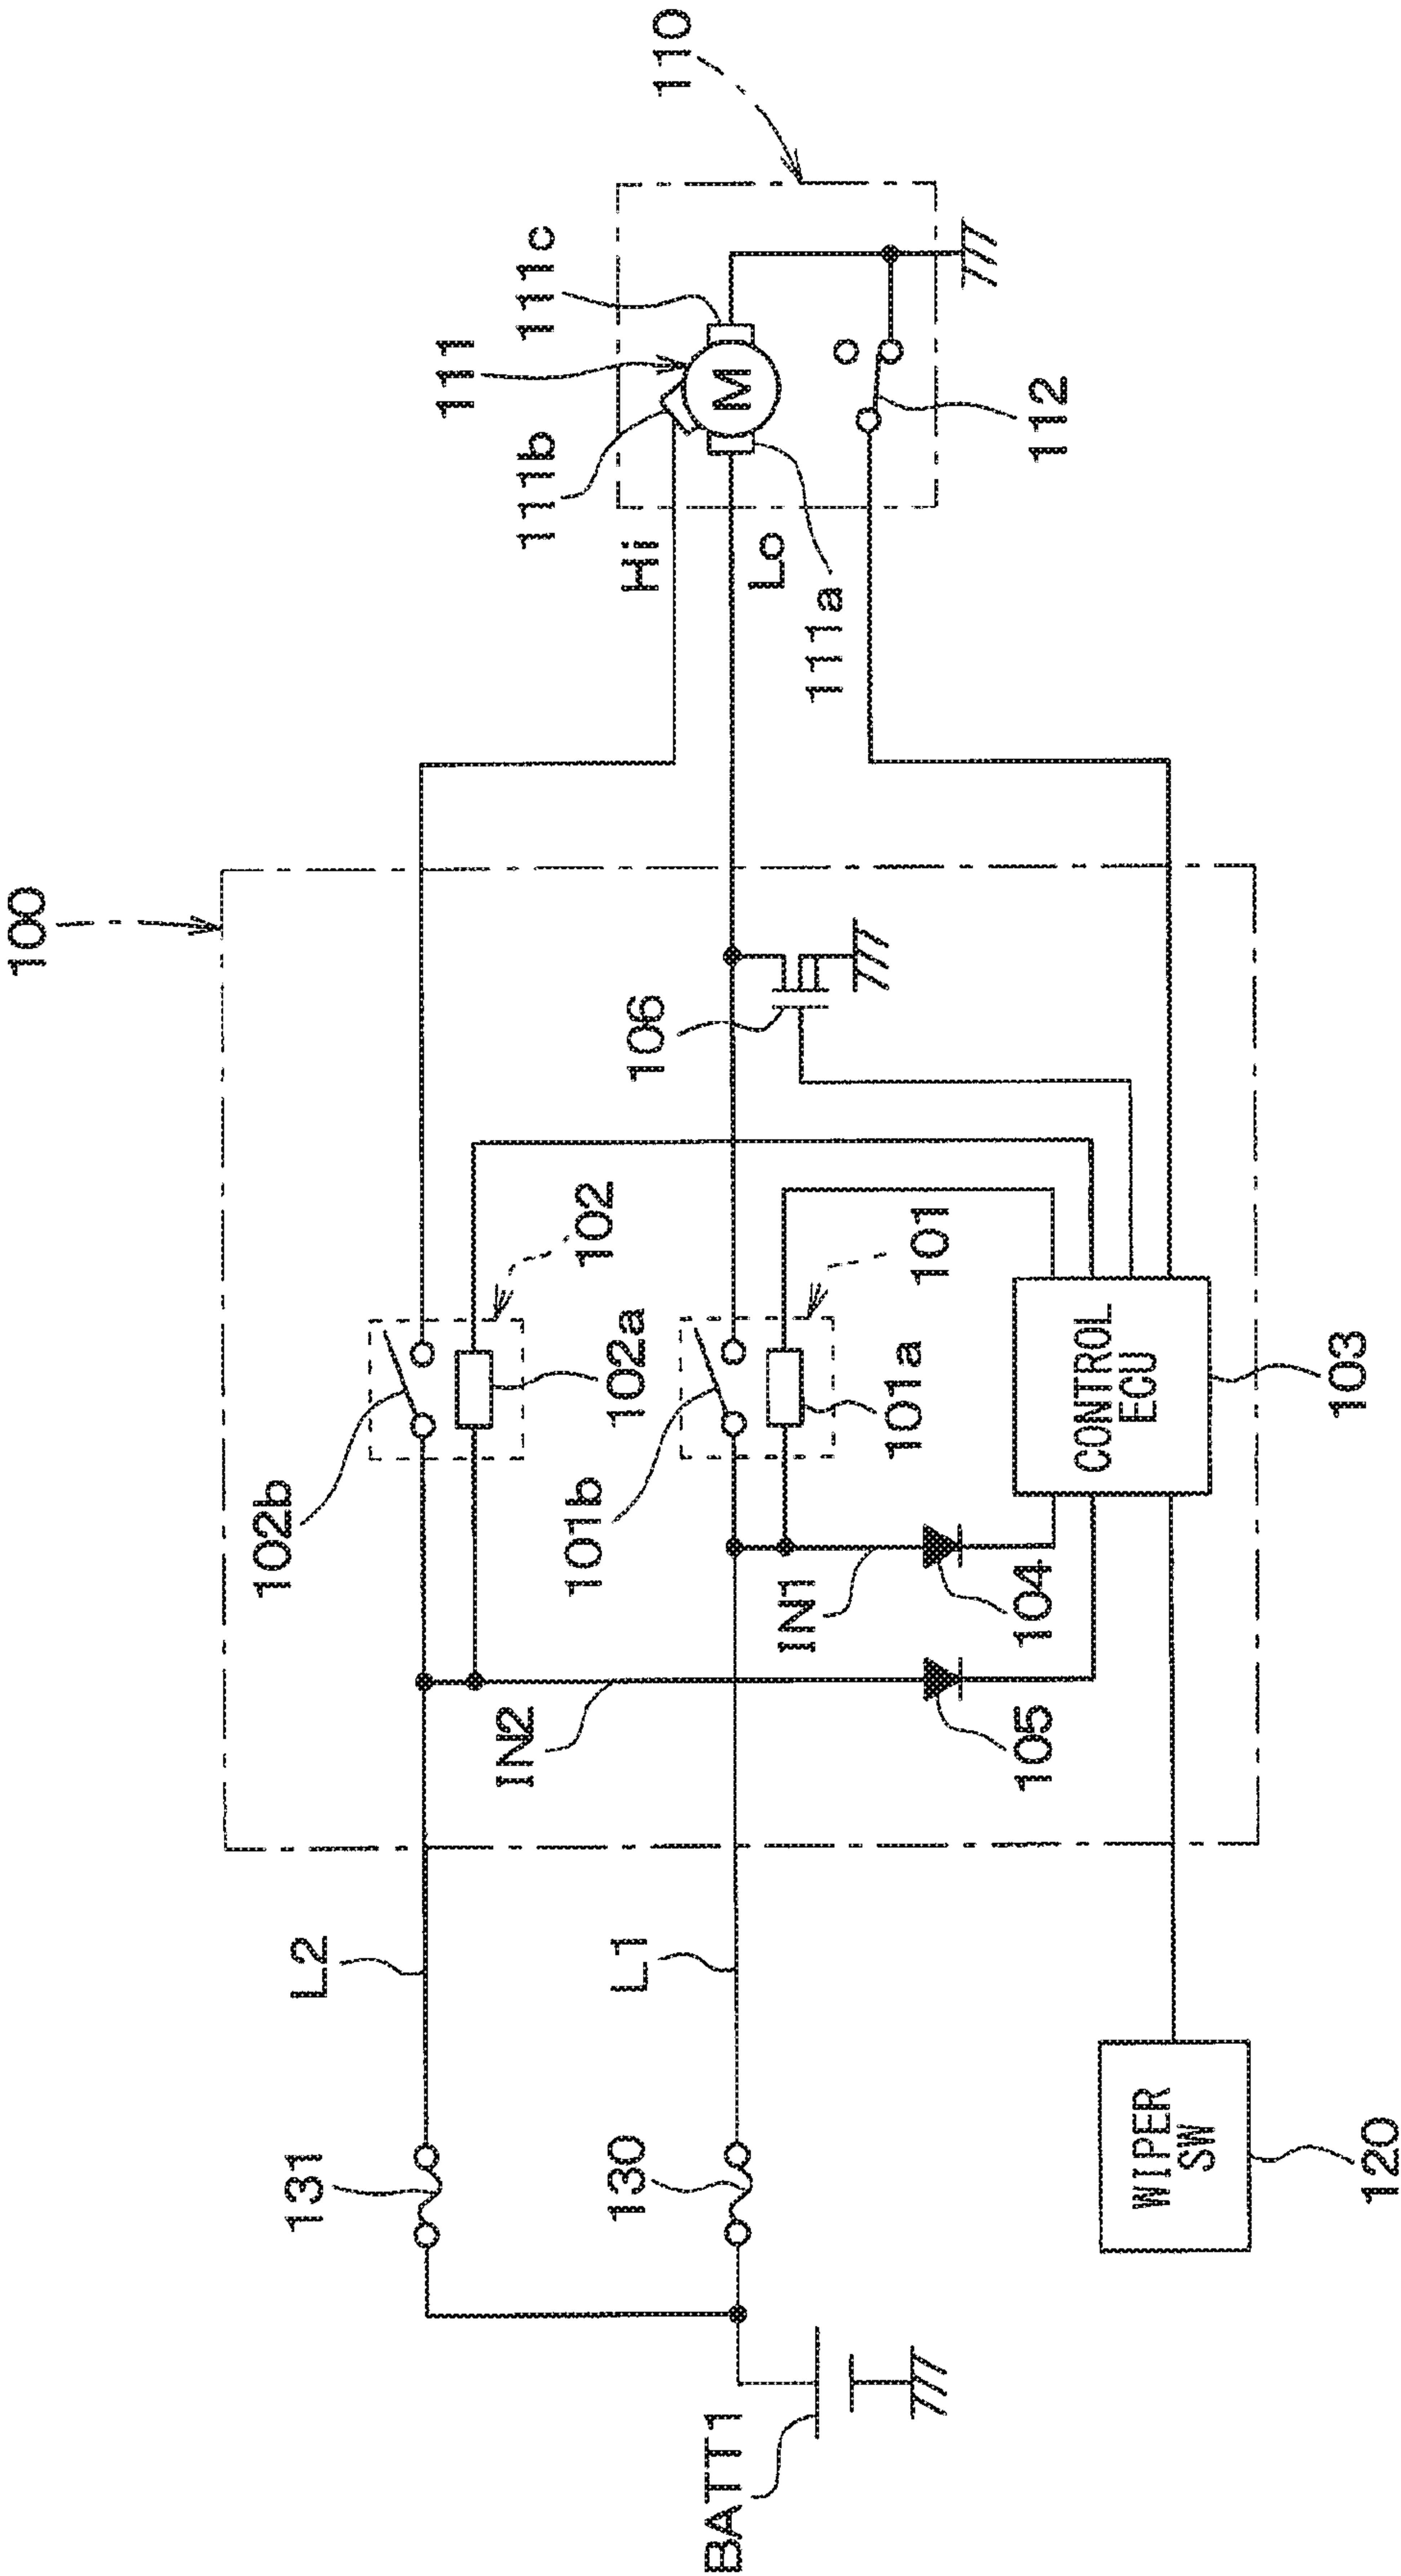 100
110
111
111c
111b
Hi
Lo
111a
112
M
106
102
102b
102a
101
101b
101a
CONTROL
ECU
103
IN1
104
IN2
105
L2
L1
131
130
WIPER
SW
120
BATT1